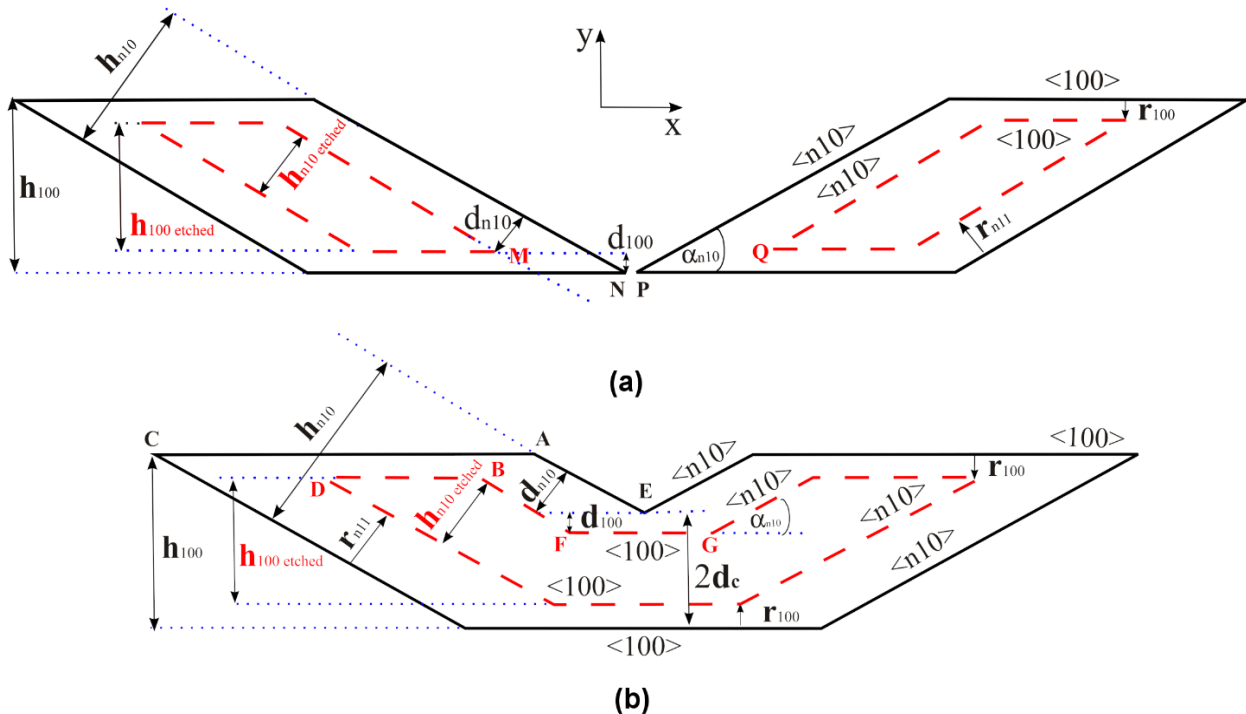 y
x
hn10
<100>
r100
<100>
hn10 etched
<n10>
<n10>
h100
h100 etched
dn10
d100
rn11
αn10
M
Q
N P
(a)
hn10
C
A
<n10>
<100>
B
hn10 etched
dn10
E
r100
D
<n10>
αn10
<n10>
rn11
d100
F
<100>
G
h100
h100 etched
<100>
2dc
<n10>
r100
<100>
(b)